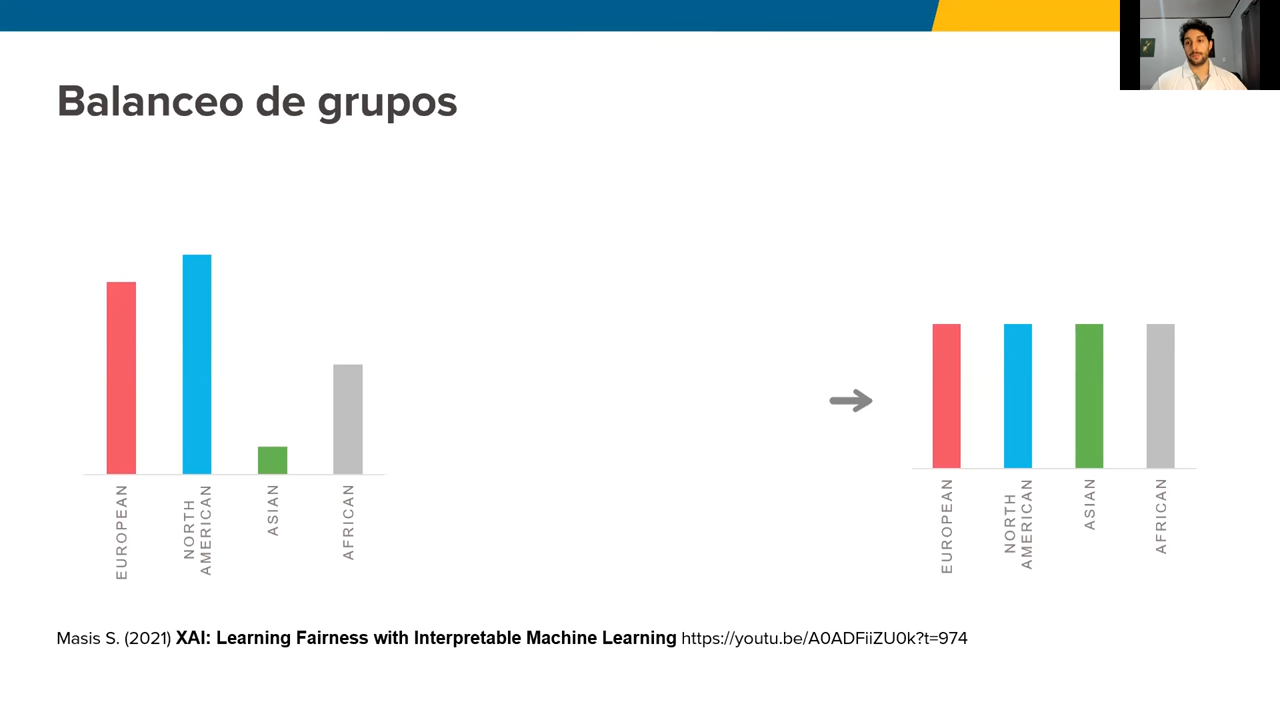 Balanceo de grupos
EUROPEAN
NORTH
AMERICAN
ASIAN
AFRICAN
EUROPEAN
NORTH
AMERICAN
ASIAN
AFRICAN
Masis S. (2021) XAI: Learning Fairness with Interpretable Machine Learning https://youtu.be/A0ADFiiZU0k?t=974